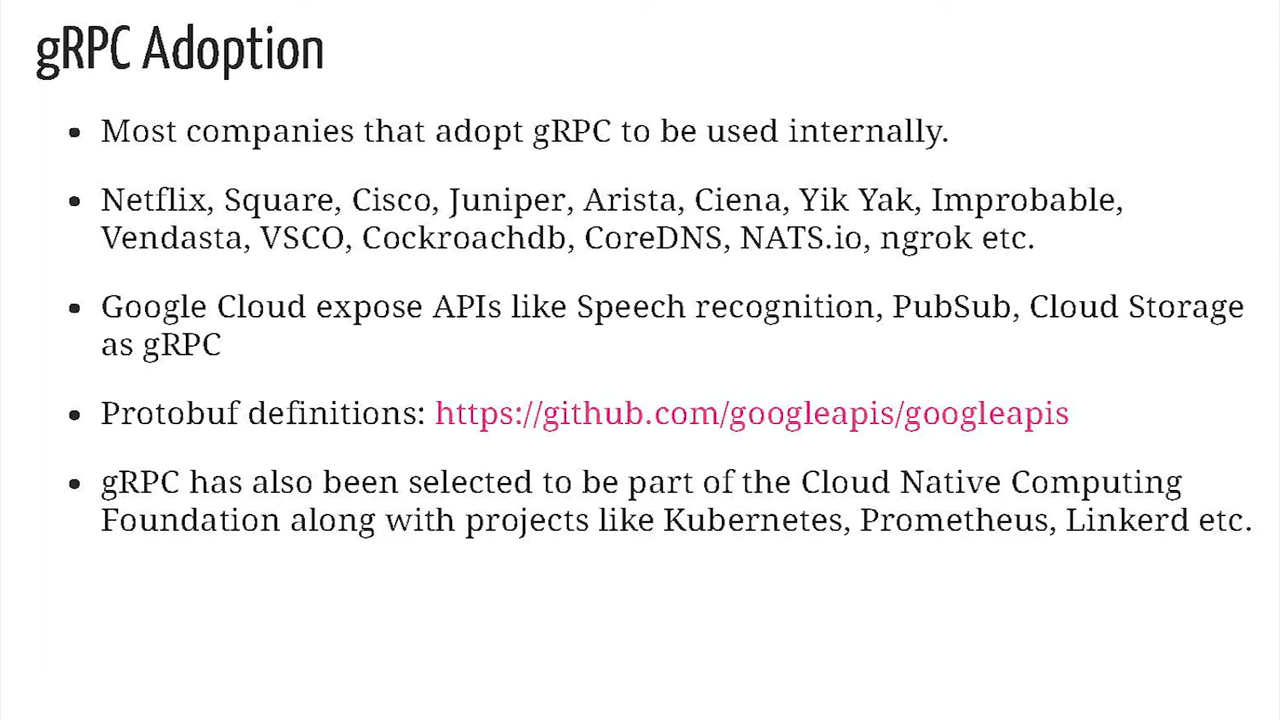 gRPC Adoption
• Most companies that adopt gRPC to be used internally.
• Netflix, Square, Cisco, Juniper, Arista, Ciena, Yik Yak, Improbable,
Vendasta, VSCO, Cockroachdb, CoreDNS, NATS.io, ngrok etc.
• Google Cloud expose APIs like Speech recognition, PubSub, Cloud Storage
as gRPC
• Protobuf definitions: https://github.com/googleapis/googleapis
• gRPC has also been selected to be part of the Cloud Native Computing
Foundation along with projects like Kubernetes, Prometheus, Linkerd etc.